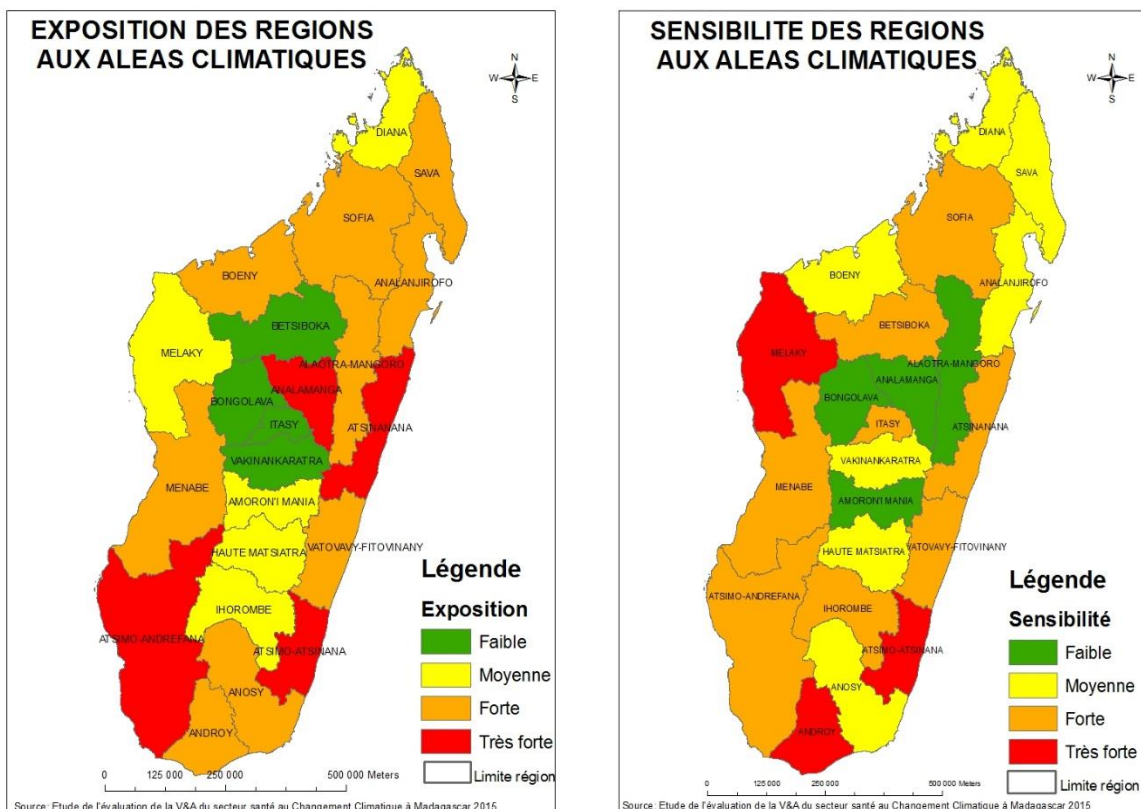 EXPOSITION DES REGIONS
AUX ALEAS CLIMATIQUES
N
W E
S
DIANA
SAVA
SOFIA
BOENY
ANALANJIROFO
BETSIBOKA
MELAKY
ALAOTRA-MANGORO
ANALAMANGA
BONGOLAVA
ATSINANANA
ITASY
VAKINANKARATRA
MENABE
AMORON'I MANIA
HAUTE MATSIATRA
VATOVAVY-FITOVINANY
IHOROMBE
ATSIMO-ANDREFANA
ATSIMO-ATSINANA
ANOSY
ANDROY
Légende
Exposition
Faible
Moyenne
Forte
Très forte
Limite région
0 125 000 250 000 500 000 Meters
Source: Etude de l'évaluation de la V&A du secteur santé au Changement Climatique à Madagascar 2015
SENSIBILITE DES REGIONS
AUX ALEAS CLIMATIQUES
N
W E
S
DIANA
SAVA
SOFIA
BOENY
ANALANJIROFO
BETSIBOKA
MELAKY
ALAOTRA-MANGORO
ANALAMANGA
BONGOLAVA
ITASY
ATSINANANA
VAKINANKARATRA
MENABE
AMORON'I MANIA
HAUTE MATSIATRA
VATOVAVY-FITOVINANY
ATSIMO-ANDREFANA
IHOROMBE
ATSIMO-ATSINANA
ANOSY
ANDROY
Légende
Sensibilité
Faible
Moyenne
Forte
Très forte
Limite région
0 125 000 250 000 500 000 Meters
Source: Etude de l'évaluation de la V&A du secteur santé au Changement Climatique à Madagascar 2015